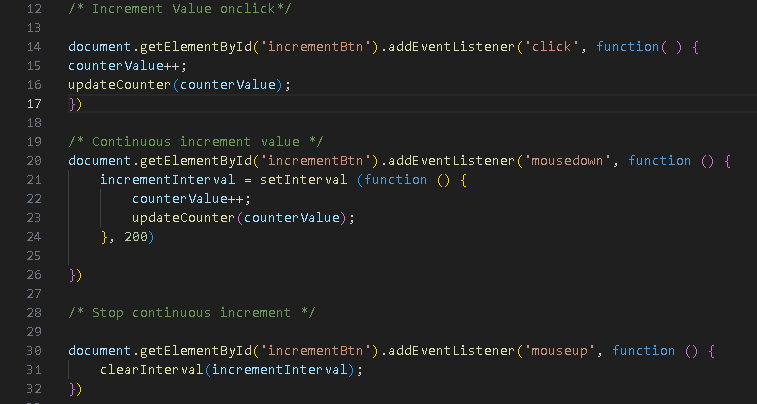 12 /* Increment Value onclick*/
13
14 document.getElementById('incrementBtn').addEventListener('click', function( ) {
15 counterValue++;
16 updateCounter(counterValue);
17 })
18
19 /* Continuous increment value */
20 document.getElementById('incrementBtn').addEventListener('mousedown', function () {
21     incrementInterval = setInterval (function () {
22         counterValue++;
23         updateCounter(counterValue);
24     }, 200)
25
26 })
27
28 /* Stop continuous increment */
29
30 document.getElementById('incrementBtn').addEventListener('mouseup', function () {
31     clearInterval(incrementInterval);
32 })